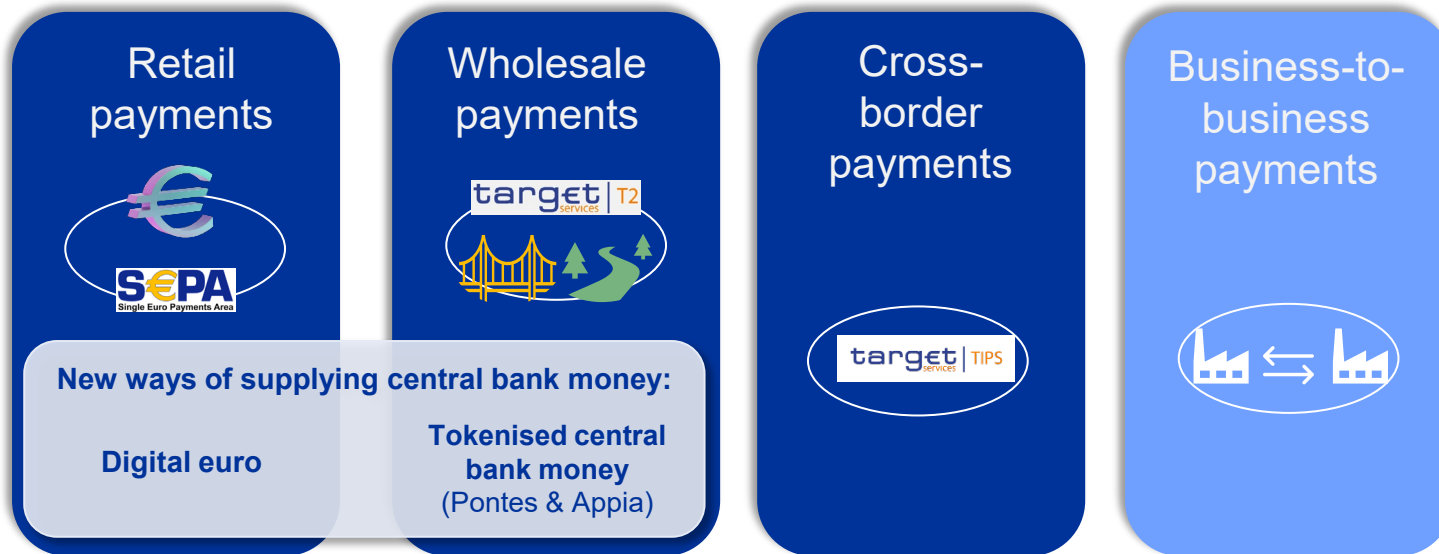 Retail
payments
SEPA
Single Euro Payments Area
Wholesale
payments
target | T2
services
New ways of supplying central bank money:
Digital euro
Tokenised central
bank money
(Pontes & Appia)
Cross-
border
payments
target | TIPS
services
Business-to-
business
payments